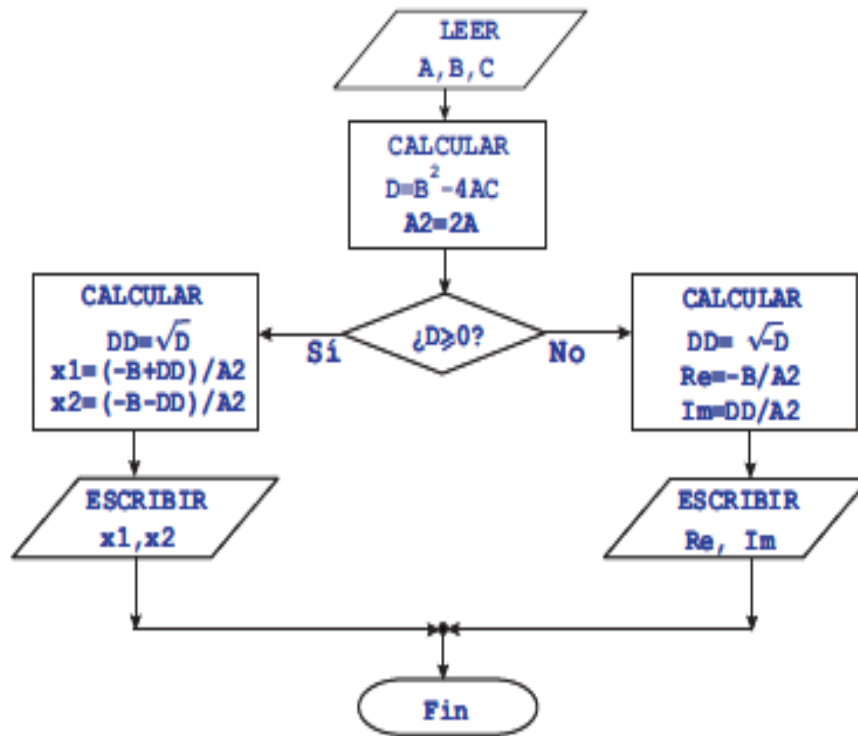 LEER
A,B,C
CALCULAR
D=B²-4AC
A2=2A
¿D⩾0?
Sí
No
CALCULAR
DD=√D
x1=(-B+DD)/A2
x2=(-B-DD)/A2
ESCRIBIR
x1,x2
CALCULAR
DD= √-D
Re=-B/A2
Im=DD/A2
ESCRIBIR
Re, Im
Fin